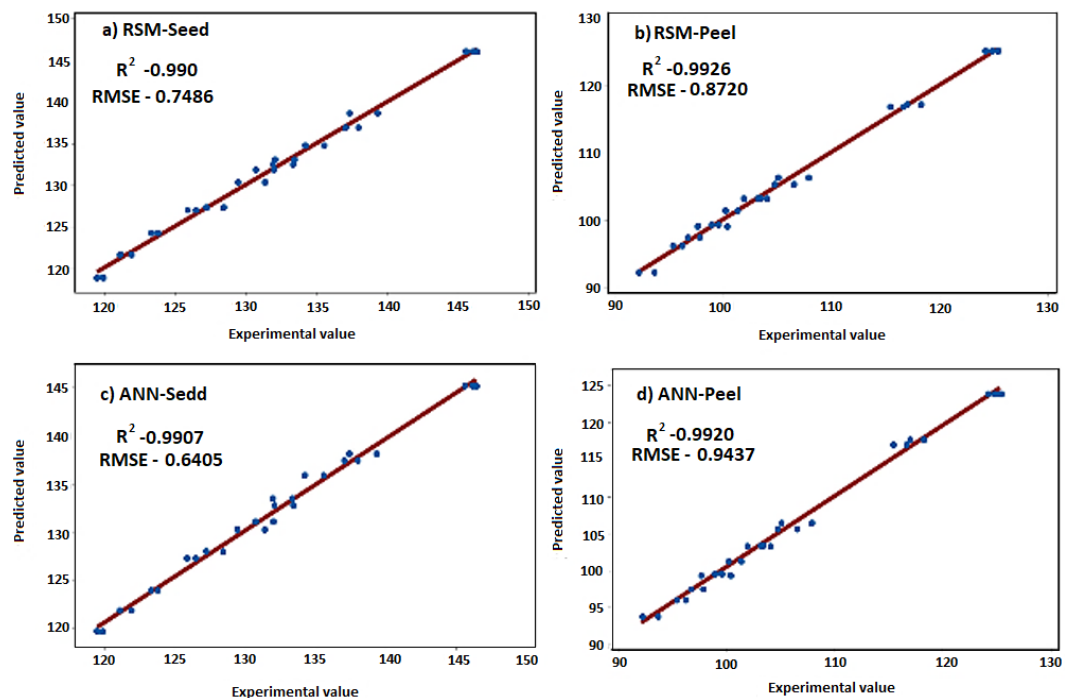 a) RSM-Seed
R² -0.990
RMSE - 0.7486
Predicted value
150
145
140
135
130
125
120
120
125
130
135
140
145
150
Experimental value
b) RSM-Peel
R² -0.9926
RMSE - 0.8720
Predicted value
130
120
110
100
90
90
100
110
120
130
Experimental value
c) ANN-Sedd
R² -0.9907
RMSE - 0.6405
Predicted value
145
140
135
130
125
120
120
125
130
135
140
145
150
Experimental value
d) ANN-Peel
R² -0.9920
RMSE - 0.9437
Predicted value
125
120
115
110
105
100
95
90
90
100
110
120
130
Experimental value